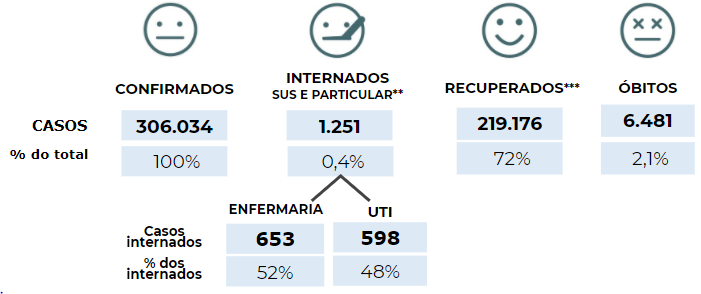 CONFIRMADOS
INTERNADOS
SUS E PARTICULAR**
RECUPERADOS***
ÓBITOS
CASOS
306.034
1.251
219.176
6.481
% do total
100%
0,4%
72%
2,1%
ENFERMARIA
UTI
Casos
internados
653
598
% dos
internados
52%
48%